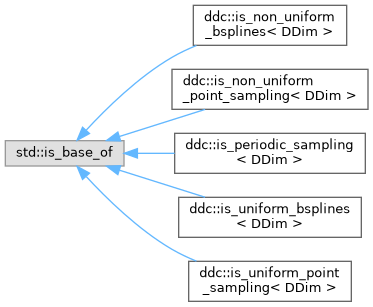 ddc::is_non_uniform
_bsplines< DDim >
ddc::is_non_uniform
_point_sampling< DDim >
std::is_base_of
ddc::is_periodic_sampling
< DDim >
ddc::is_uniform_bsplines
< DDim >
ddc::is_uniform_point
_sampling< DDim >